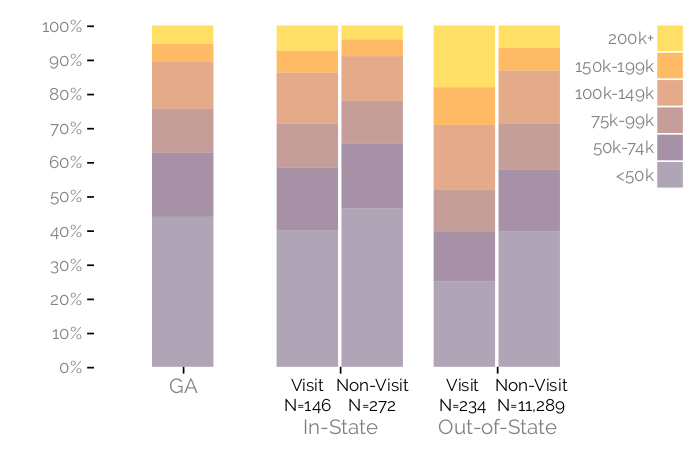 100%
90%
80%
70%
60%
50%
40%
30%
20%
10%
0%
200k+
150k-199k
100k-149k
75k-99k
50k-74k
<50k
GA
Visit Non-Visit Visit Non-Visit
N=146 N=272 N=234 N=11,289
In-State Out-of-State